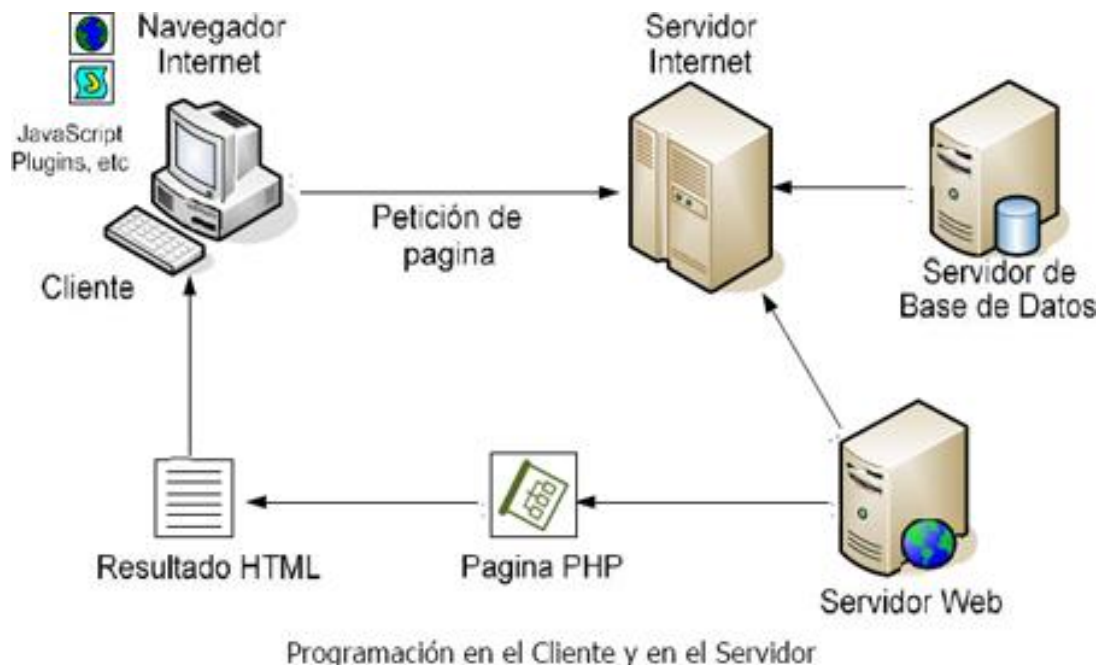 Navegador
Internet
Servidor
Internet
JavaScript
Plugins, etc
Petición de
pagina
Cliente
Servidor de
Base de Datos
Resultado HTML
Pagina PHP
Servidor Web
Programación en el Cliente y en el Servidor